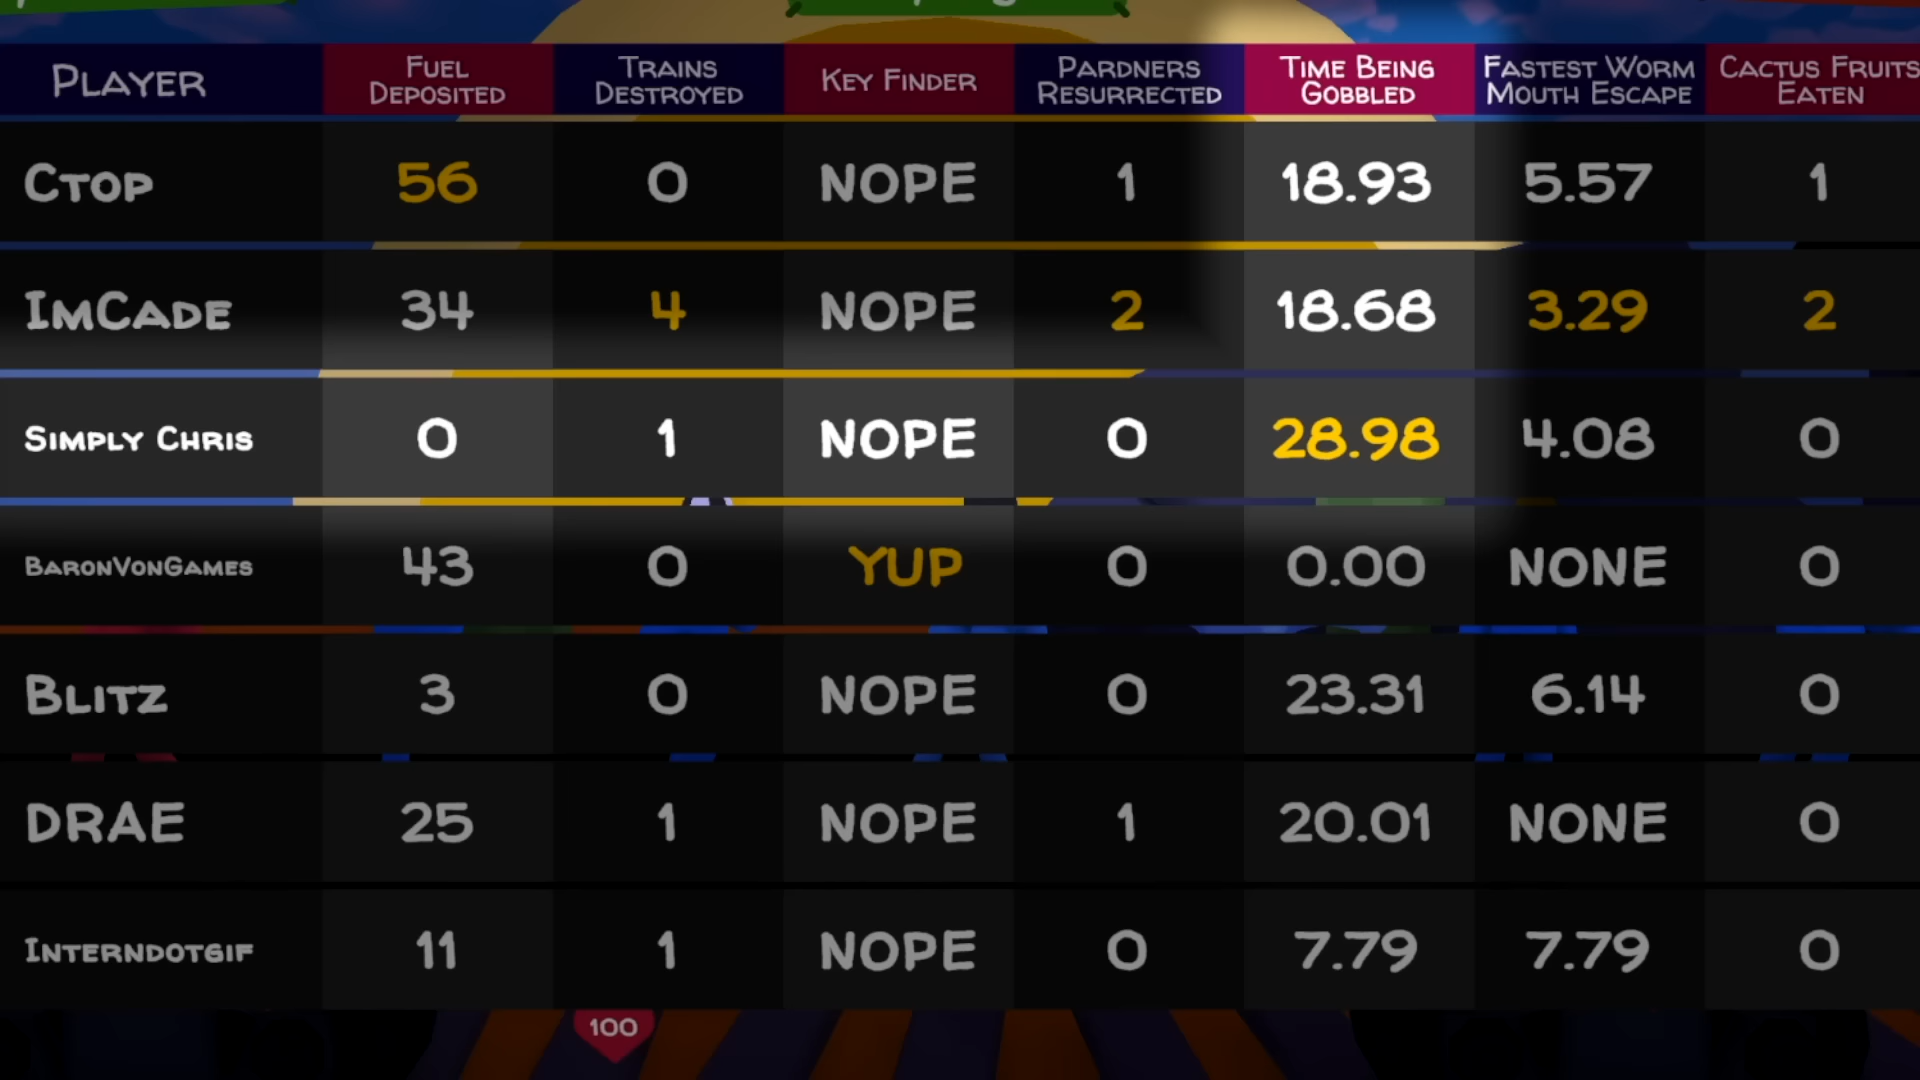 PLAYER FUEL DEPOSITED TRAINS DESTROYED KEY FINDER PARDNERS RESURRECTED TIME BEING GOBBLED FASTEST WORM MOUTH ESCAPE CACTUS FRUITS EATEN
CTOP 56 0 NOPE 1 18.93 5.57 1
IMCADE 34 4 NOPE 2 18.68 3.29 2
SIMPLY CHRIS 0 1 NOPE 0 28.98 4.08 0
BARONVONGAMES 43 0 YUP 0 0.00 NONE 0
BLITZ 3 0 NOPE 0 23.31 6.14 0
DRAE 25 1 NOPE 1 20.01 NONE 0
INTERNDOTGIF 11 1 NOPE 0 7.79 7.79 0
100